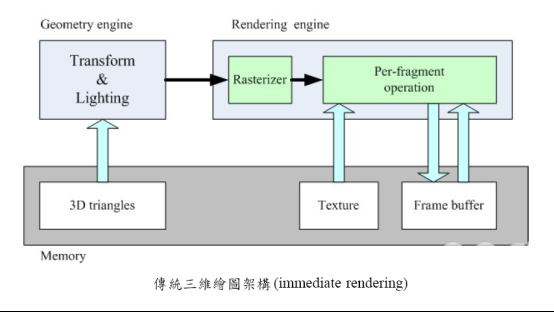 Geometry engine
Rendering engine
Transform
&
Lighting
Rasterizer
Per-fragment
operation
3D triangles
Texture
Frame buffer
Memory
傳統三維繪圖架構(immediate rendering)